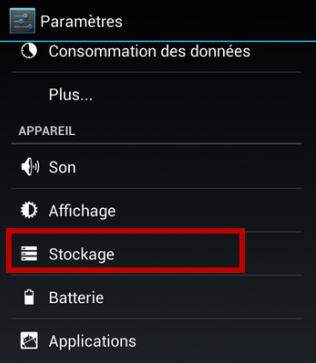 Paramètres
Consommation des données
Plus...
APPAREIL
Son
Affichage
Stockage
Batterie
Applications